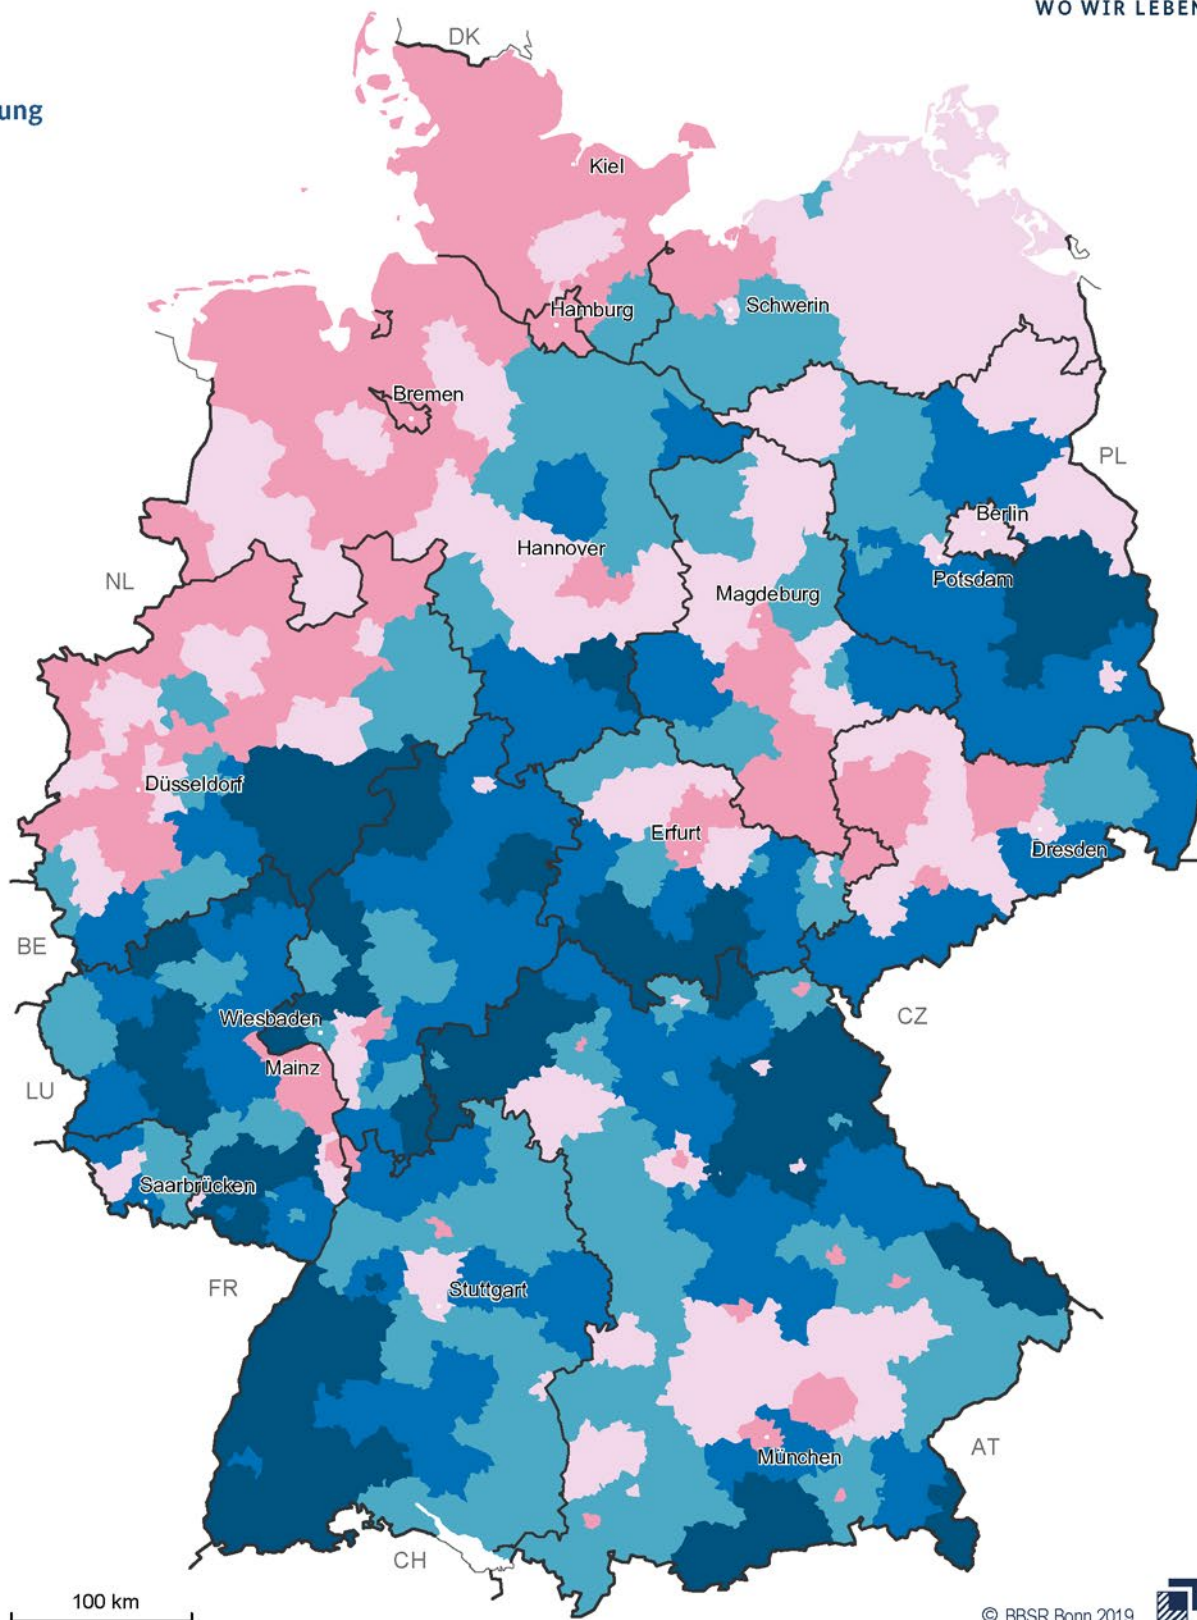 WO WIR LEBEN
DK
ung
Kiel
Hamburg
Schwerin
Bremen
PL
Berlin
Hannover
NL
Potsdam
Magdeburg
Düsseldorf
Erfurt
Dresden
BE
Wiesbaden
CZ
Mainz
LU
Saarbrücken
FR
Stuttgart
AT
München
CH
100 km
© BBSR Bonn 2019